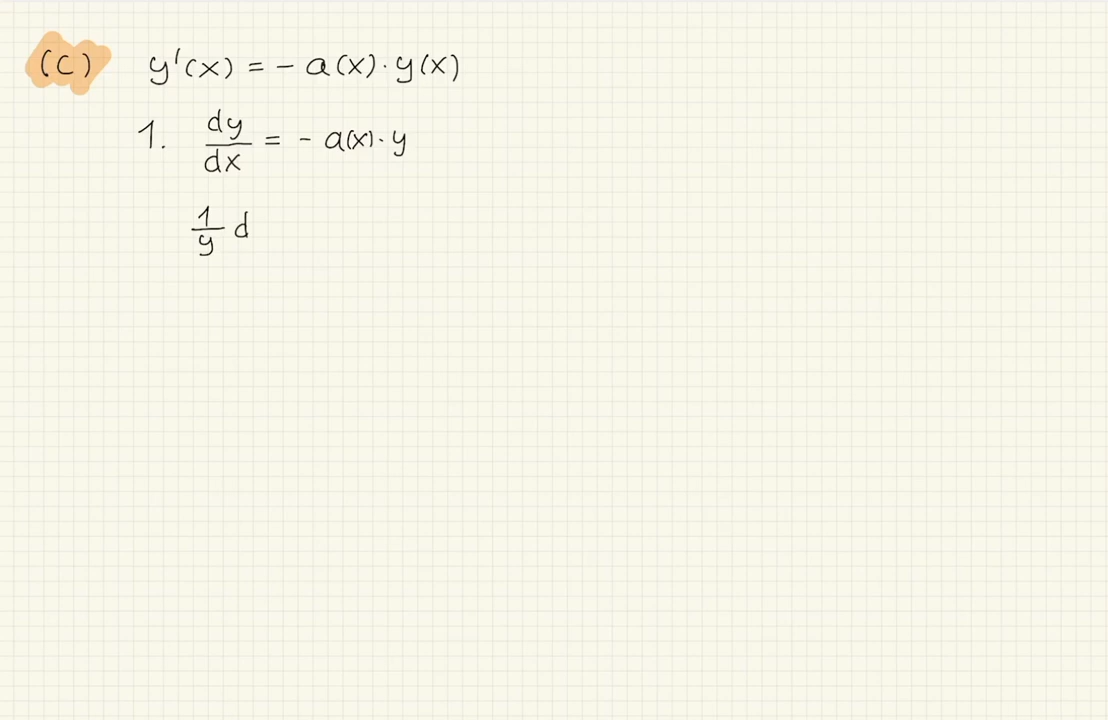 (c) y'(x) = - a(x) · y(x)
1. dy/dx = - a(x) · y
1/y d